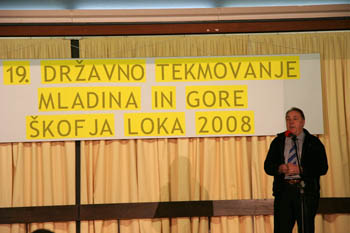 19. DRŽAVNO TEKMOVANJE
MLADINA IN GORE
ŠKOFJA LOKA 2008